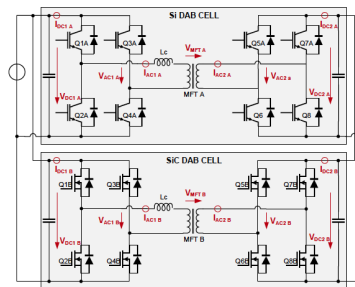 Si DAB CELL
IDC1 A
IDC2 A
Q1A
Q3A
Lc
VMFT A
Q5A
Q7A
VDC1 A
VAC1 A
IAC1 A
IAC2 A
VAC2 a
VDC2 A
Q2A
Q4A
MFT A
Q6
Q8
SiC DAB CELL
IDC1 B
IDC2 B
Q1B
Q3B
Lc
VMFT B
Q5B
Q7B
VDC1 B
VAC1 B
IAC1 B
IAC2 B
VAC2 B
VDC2 B
Q2B
Q4B
MFT B
Q6B
Q8B